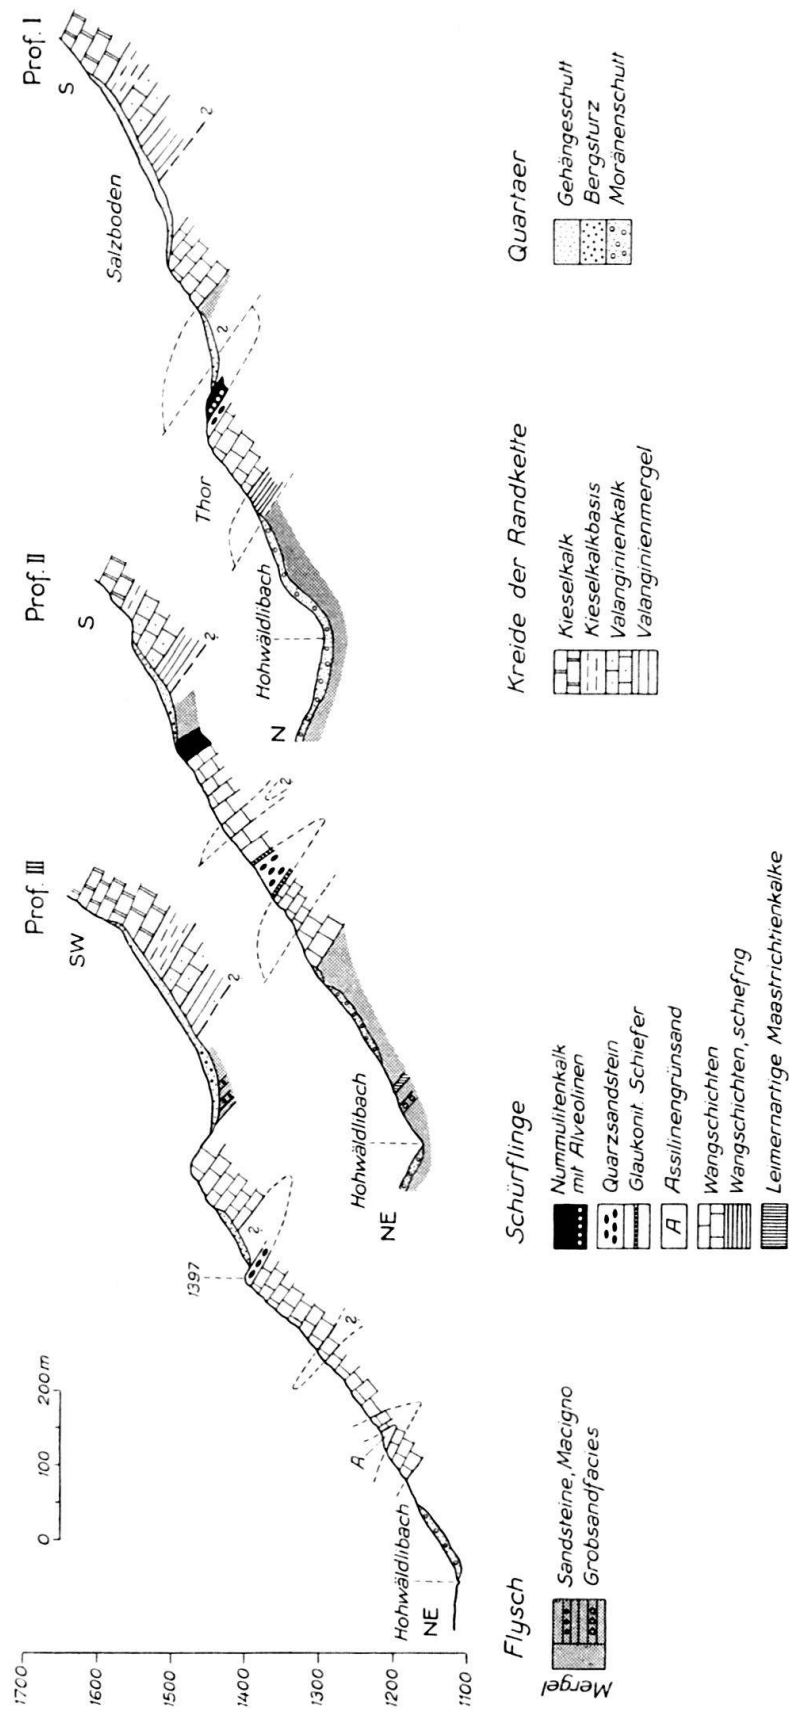 Prof. I
S
Salzboden
?
?
Thor
Hohwäldlibach
N
Prof. II
S
?
?
Hohwäldlibach
NE
Prof. III
SW
?
1397
?
?
A
Hohwäldlibach
NE
0 100 200 m
1700
1600
1500
1400
1300
1200
1100
Flysch
Mergel
Sandsteine, Macigno
Grobsandfacies
Schürflinge
Nummulitenkalk
mit Alveolinen
Quarzsandstein
Glaukonit. Schiefer
A
Assilinengrünsand
Wangschichten
Wangschichten, schiefrig
Leimernartige Maastrichtienkalke
Kreide der Randkette
Kieselkalk
Kieselkalkbasis
Valanginienkalk
Valanginienmergel
Quartaer
Gehängeschutt
Bergsturz
Moränenschutt